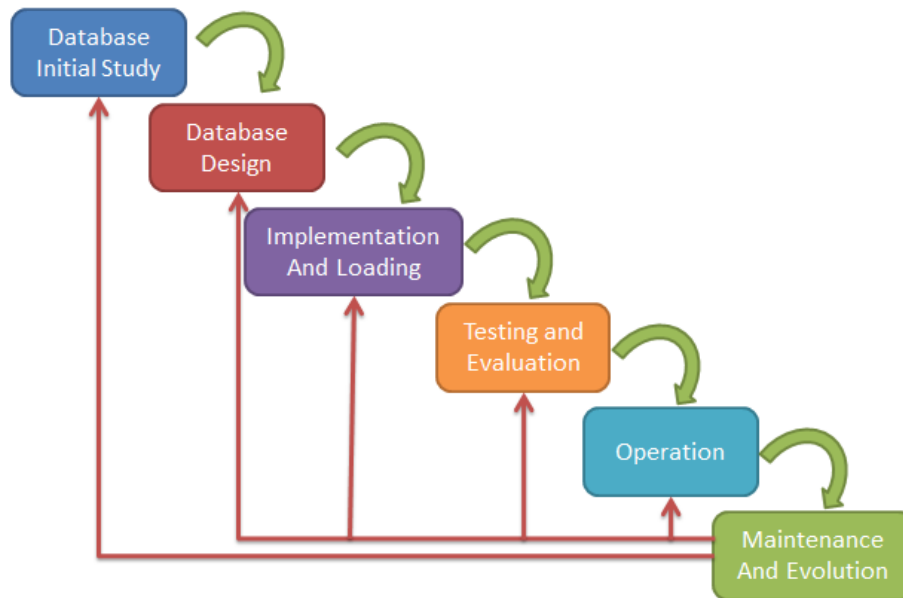 Database
Initial Study
Database
Design
Implementation
And Loading
Testing and
Evaluation
Operation
Maintenance
And Evolution